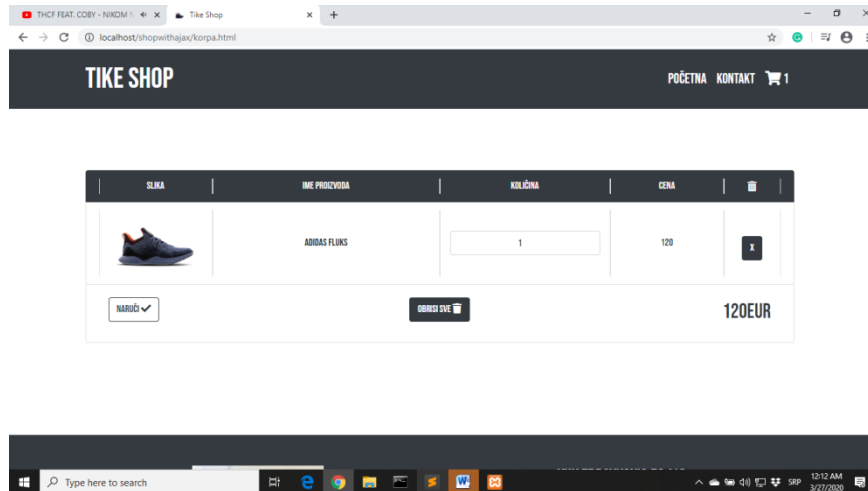 THCF FEAT. COBY - NIKOM N
Tike Shop
localhost/shopwithajax/korpa.html
TIKE SHOP
POČETNA KONTAKT 1
SLIKA IME PROIZVODA KOLIČINA CENA
ADIDAS FLUKS 1 120 X
NARUČI OBRISI SVE 120EUR
Type here to search
SRP
12:12 AM
3/27/2020